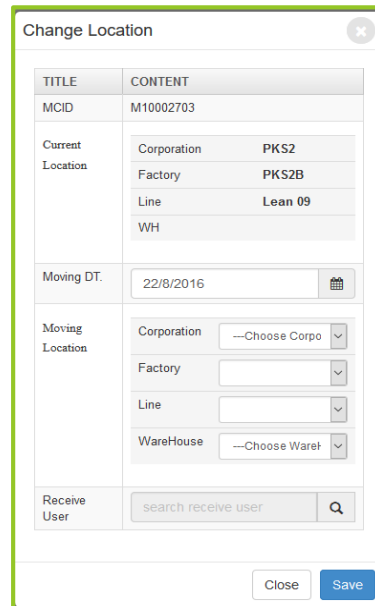 Change Location
TITLE CONTENT
MCID M10002703
Current
Location
Corporation PKS2
Factory PKS2B
Line Lean 09
WH
Moving DT. 22/8/2016
Moving
Location
Corporation ---Choose Corpo
Factory
Line
WareHouse ---Choose Wareh
Receive
User
search receive user
Close Save